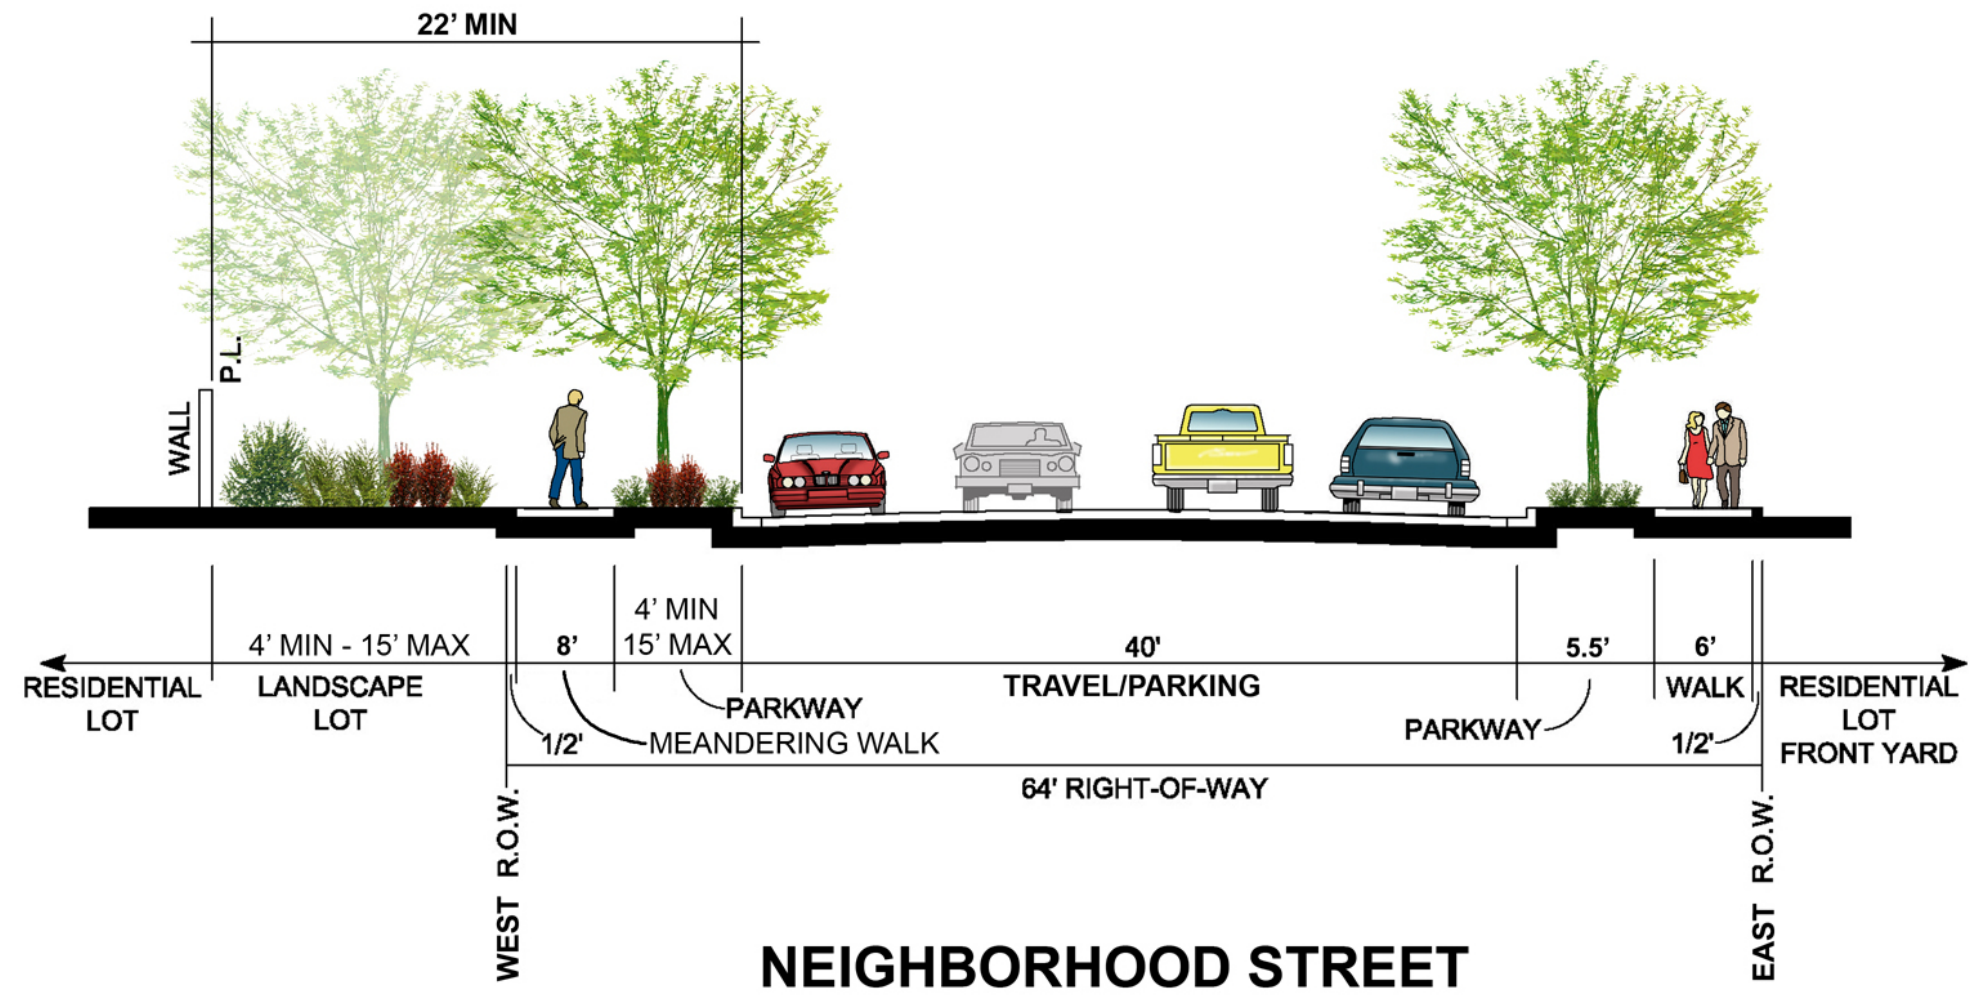 22’ MIN
P.L.
WALL
4’ MIN
4’ MIN - 15’ MAX
8’
15’ MAX
40'
5.5’
6’
RESIDENTIAL
LOT
LANDSCAPE
LOT
1/2'
PARKWAY
MEANDERING WALK
TRAVEL/PARKING
PARKWAY
WALK
1/2'
RESIDENTIAL
LOT
FRONT YARD
64' RIGHT-OF-WAY
WEST R.O.W.
EAST R.O.W.
NEIGHBORHOOD STREET